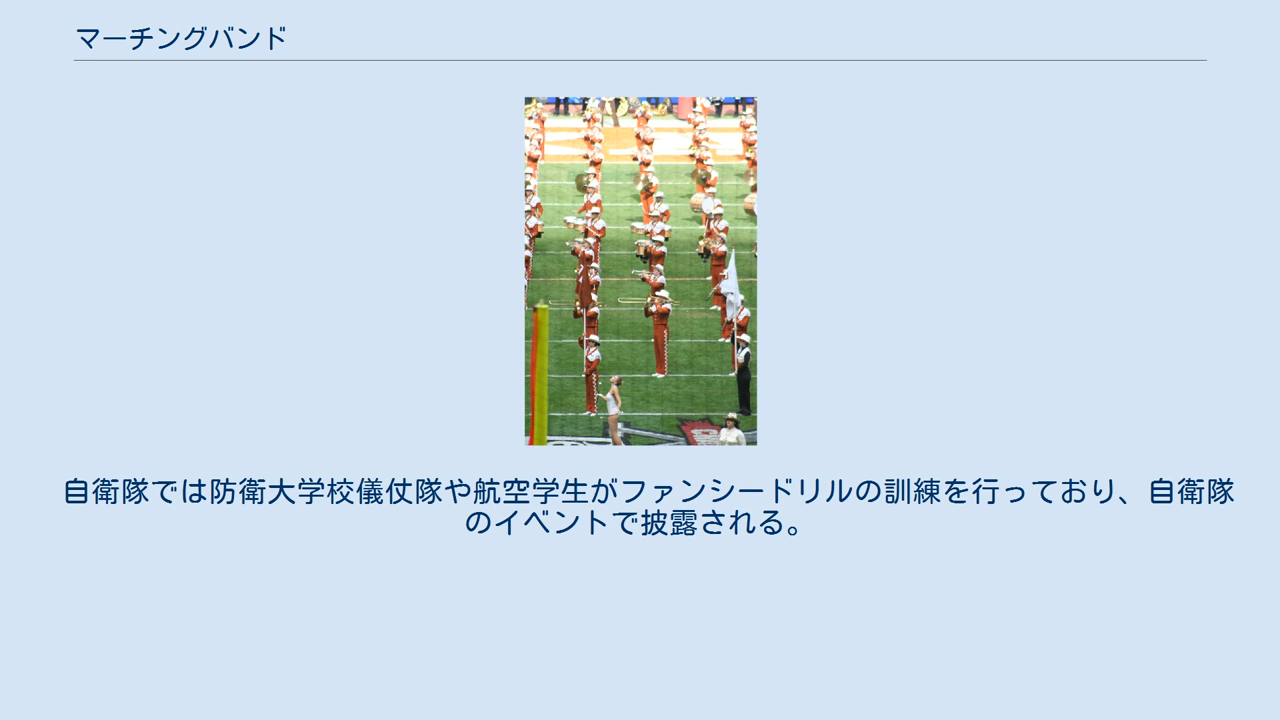 マーチングバンド
自衛隊では防衛大学校儀仗隊や航空学生がファンシードリルの訓練を行っており、自衛隊
のイベントで披露される。